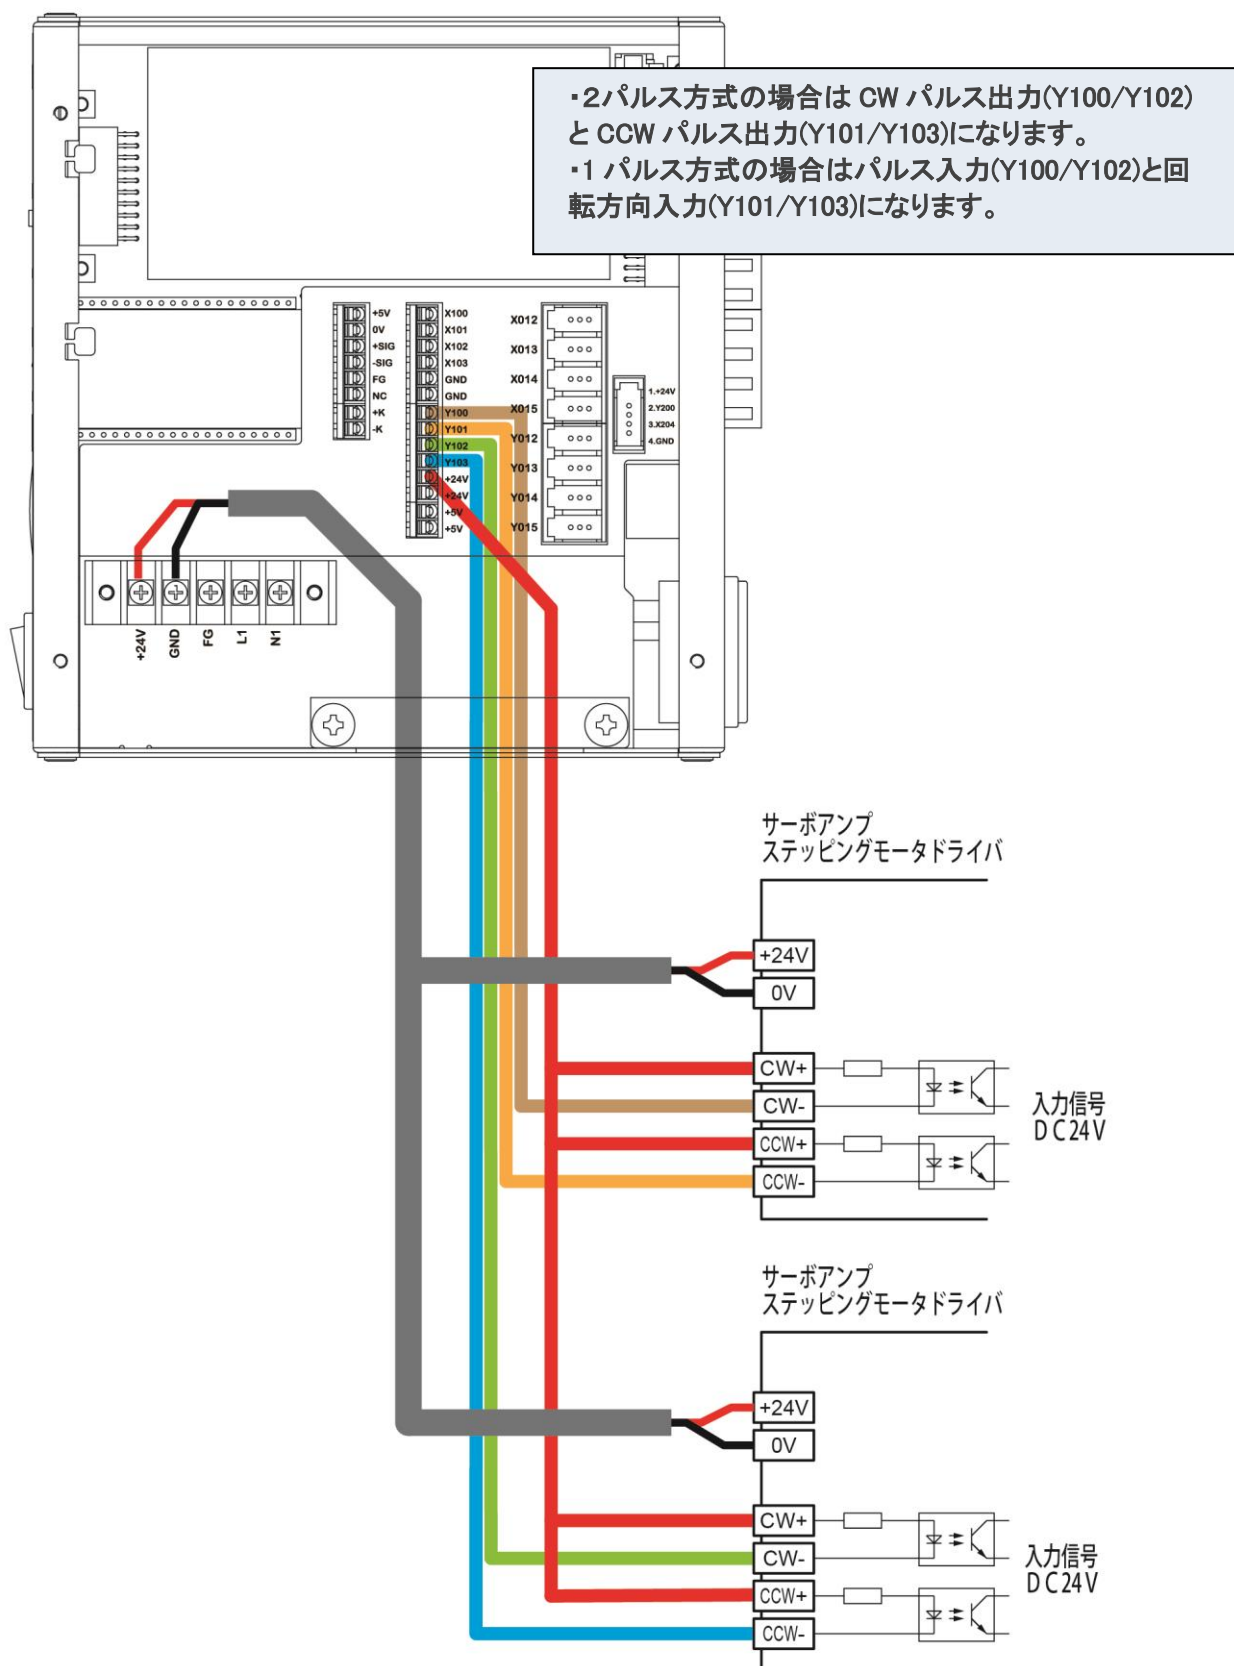 ・2パルス方式の場合は CW パルス出力(Y100/Y102)
と CCW パルス出力(Y101/Y103)になります。
・1 パルス方式の場合はパルス入力(Y100/Y102)と回
転方向入力(Y101/Y103)になります。
+5V
0V
+SIG
-SIG
FG
NC
+K
-K
X100
X101
X102
X103
GND
GND
Y100
Y101
Y102
Y103
+24V
+24V
+5V
+5V
X012
X013
X014
X015
Y012
Y013
Y014
Y015
1.+24V
2.Y200
3.X204
4.GND
+24V
GND
FG
L1
N1
サーボアンプ
ステッピングモータドライバ
+24V
0V
CW+
CW-
CCW+
CCW-
入力信号
DC24V
サーボアンプ
ステッピングモータドライバ
+24V
0V
CW+
CW-
CCW+
CCW-
入力信号
DC24V